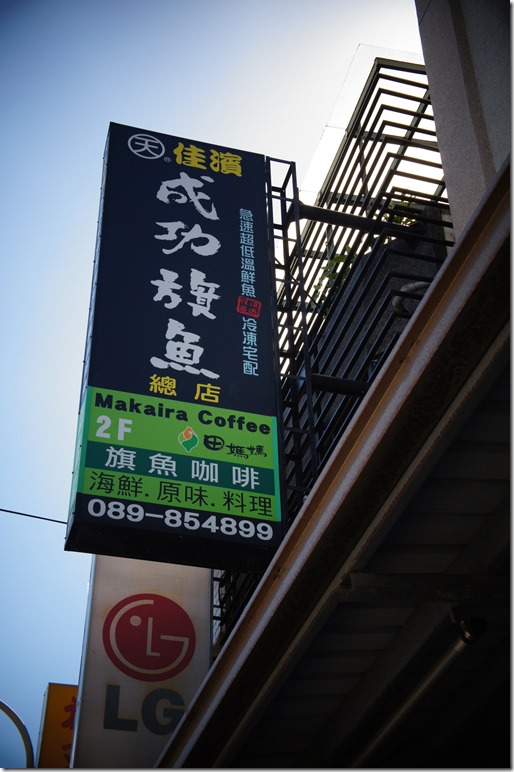 天®佳濱
成功旗魚
急速超低溫鮮魚 冷凍宅配
總店
Makaira Coffee
2F
田媽媽
旗魚咖啡
海鮮.原味.料理
089-854899
LG
LG